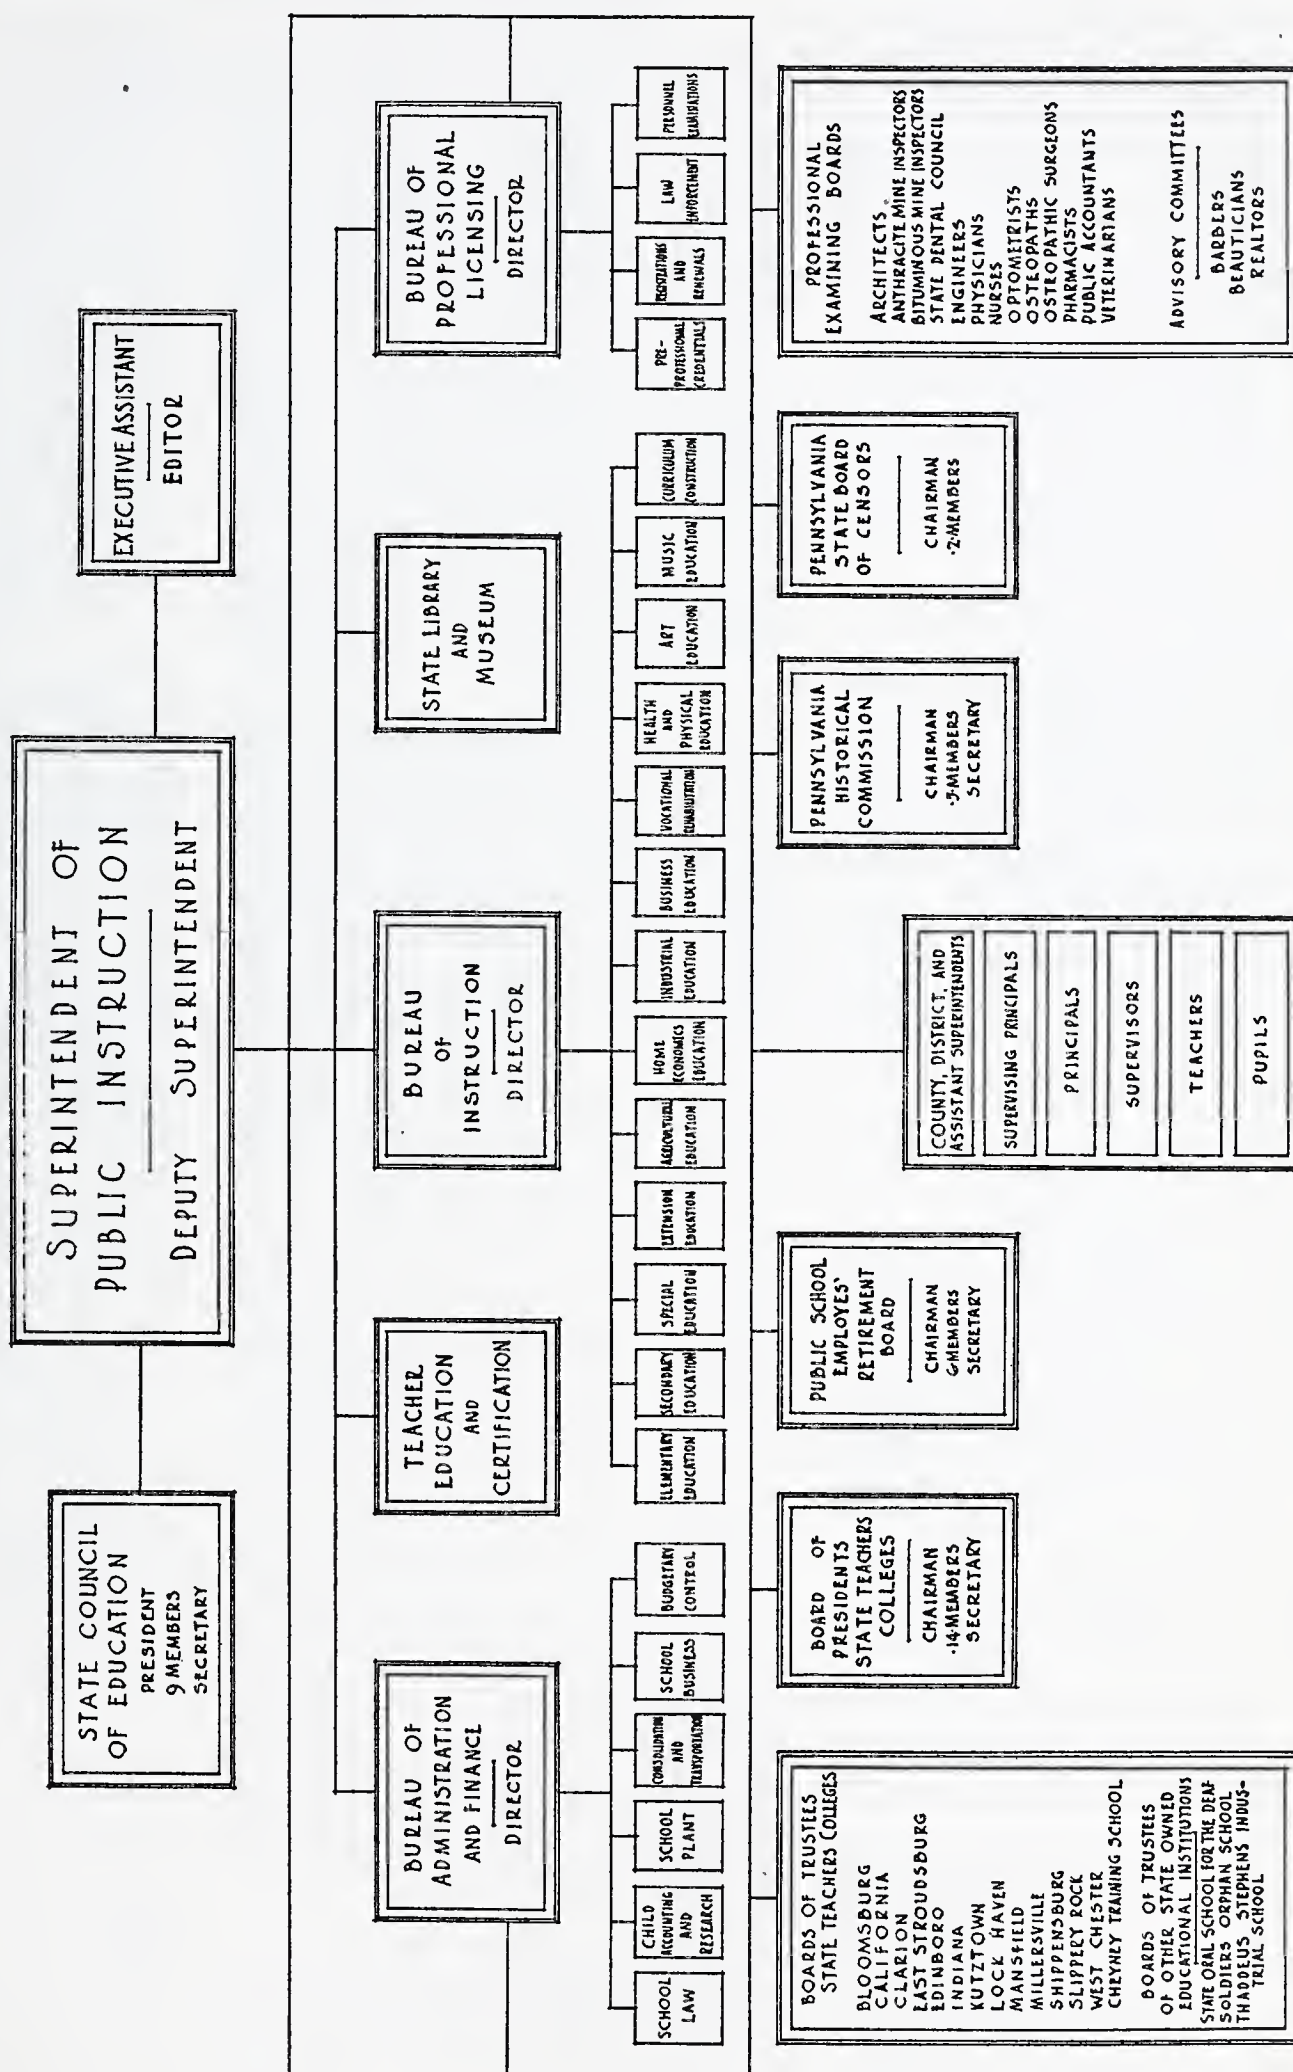 SUPERINTENDENT OF
PUBLIC INSTRUCTION
DEPUTY SUPERINTENDENT
STATE COUNCIL
OF EDUCATION
PRESIDENT
9 MEMBERS
SECRETARY
EXECUTIVE ASSISTANT
EDITOR
BUREAU OF
ADMINISTRATION
AND FINANCE
DIRECTOR
TEACHER
EDUCATION
AND
CERTIFICATION
BUREAU
OF
INSTRUCTION
DIRECTOR
STATE LIBRARY
AND
MUSEUM
BUREAU OF
PROFESSIONAL
LICENSING
DIRECTOR
SCHOOL
LAW
CHILD
ACCOUNTING
AND
RESEARCH
SCHOOL
PLANT
CONSOLIDATION
AND
TRANSPORTATION
SCHOOL
BUSINESS
BUDGETARY
CONTROL
ELEMENTARY
EDUCATION
SECONDARY
EDUCATION
SPECIAL
EDUCATION
EXTENSION
EDUCATION
AGRICULTURAL
EDUCATION
HOME
ECONOMICS
EDUCATION
INDUSTRIAL
EDUCATION
BUSINESS
EDUCATION
VOCATIONAL
REHABILITATION
HEALTH
AND
PHYSICAL
EDUCATION
ART
EDUCATION
MUSIC
EDUCATION
CURRICULUM
CONSTRUCTION
PRE-
PROFESSIONAL
CREDENTIALS
REGISTRATIONS
AND
RENEWALS
LAW
ENFORCEMENT
PERSONNEL
EXAMINATIONS
BOARDS OF TRUSTEES
STATE TEACHERS COLLEGES
BLOOMSBURG
CALIFORNIA
CLARION
EAST STROUDSBURG
EDINBORO
INDIANA
KUTZTOWN
LOCK HAVEN
MANSFIELD
MILLERSVILLE
SHIPPENSBURG
SLIPPERY ROCK
WEST CHESTER
CHEYNEY TRAINING SCHOOL
BOARDS OF TRUSTEES
OF OTHER STATE OWNED
EDUCATIONAL INSTITUTIONS
STATE ORAL SCHOOL FOR THE DEAF
SOLDIERS ORPHAN SCHOOL
THADDEUS STEPHENS INDUS-
TRIAL SCHOOL
BOARD OF
PRESIDENTS
STATE TEACHERS
COLLEGES
CHAIRMAN
·14·MEMBERS
SECRETARY
PUBLIC SCHOOL
EMPLOYES'
RETIREMENT
BOARD
CHAIRMAN
6·MEMBERS
SECRETARY
COUNTY, DISTRICT, AND
ASSISTANT SUPERINTENDENTS
SUPERVISING PRINCIPALS
PRINCIPALS
SUPERVISORS
TEACHERS
PUPILS
PENNSYLVANIA
HISTORICAL
COMMISSION
CHAIRMAN
·5·MEMBERS
SECRETARY
PENNSYLVANIA
STATE BOARD
OF CENSORS
CHAIRMAN
·2·MEMBERS
PROFESSIONAL
EXAMINING BOARDS
ARCHITECTS
ANTHRACITE MINE INSPECTORS
BITUMINOUS MINE INSPECTORS
STATE DENTAL COUNCIL
ENGINEERS
PHYSICIANS
NURSES
OPTOMETRISTS
OSTEOPATHS
OSTEOPATHIC SURGEONS
PHARMACISTS
PUBLIC ACCOUNTANTS
VETERINARIANS
ADVISORY COMMITTEES
BARBERS
BEAUTICIANS
REALTORS